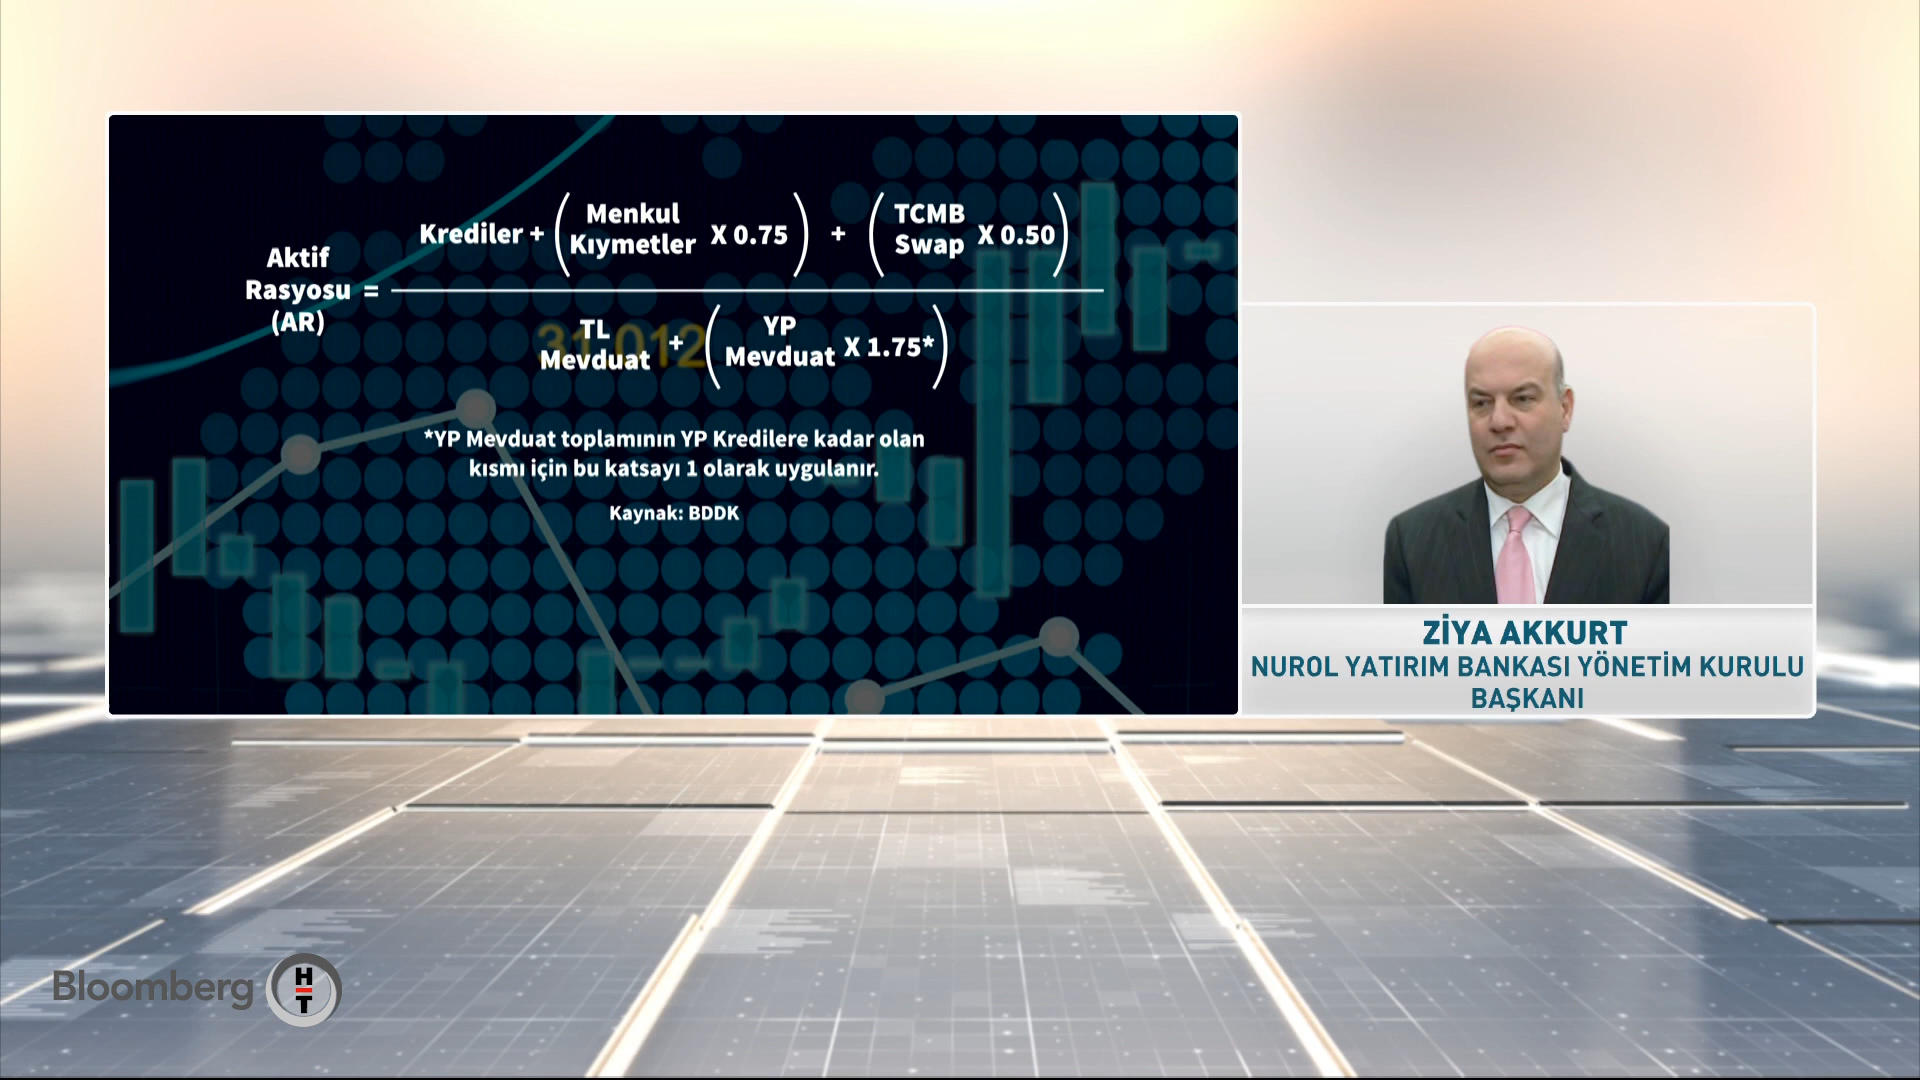 Aktif
Rasyosu =
(AR)
Krediler + ( Menkul Kıymetler X 0.75 ) + ( TCMB Swap X 0.50 )
TL Mevduat + ( YP Mevduat X 1.75* )
31.012
*YP Mevduat toplamının YP Kredilere kadar olan
kısmı için bu katsayı 1 olarak uygulanır.
Kaynak: BDDK
ZİYA AKKURT
NUROL YATIRIM BANKASI YÖNETİM KURULU
BAŞKANI
Bloomberg HT